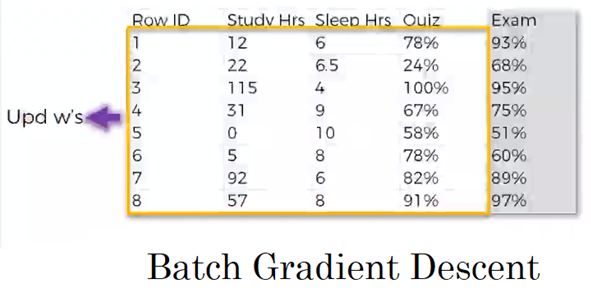 Row ID Study Hrs Sleep Hrs Quiz Exam
1 12 6 78% 93%
2 22 6.5 24% 68%
3 115 4 100% 95%
4 31 9 67% 75%
Upd w's
5 0 10 58% 51%
6 5 8 78% 60%
7 92 6 82% 89%
8 57 8 91% 97%
Batch Gradient Descent